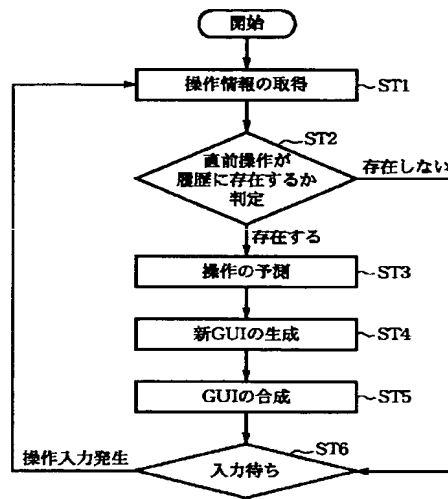 開始
操作情報の取得
ST1
ST2
直前操作が
履歴に存在するか
判定
存在しない
存在する
操作の予測
ST3
新GUIの生成
ST4
GUIの合成
ST5
操作入力発生
ST6
入力待ち